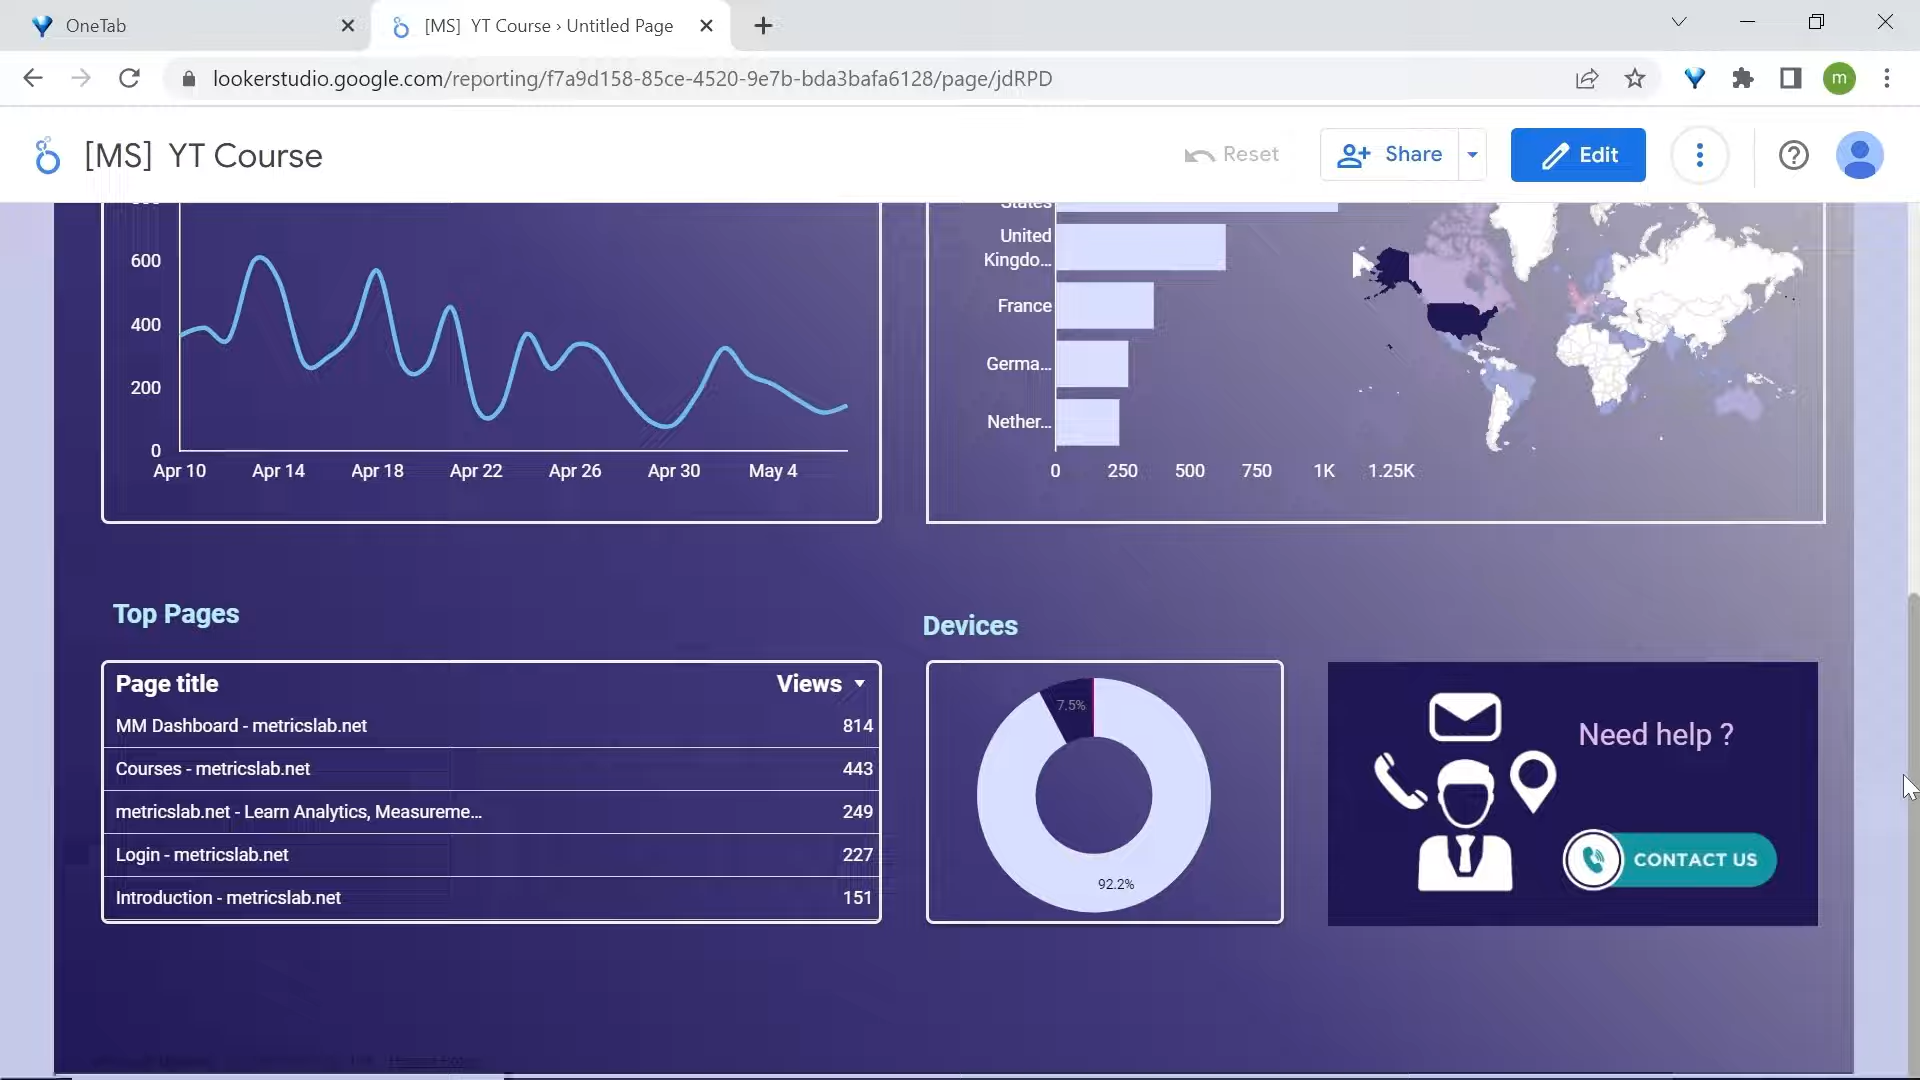 OneTab
[MS] YT Course › Untitled Page
lookerstudio.google.com/reporting/f7a9d158-85ce-4520-9e7b-bda3bafa6128/page/jdRPD
m
[MS] YT Course
Reset
Share
Edit
600
400
200
0
Apr 10
Apr 14
Apr 18
Apr 22
Apr 26
Apr 30
May 4
States
United
Kingdo...
France
Germa...
Nether...
0
250
500
750
1K
1.25K
Top Pages
Page title
Views
MM Dashboard - metricslab.net
814
Courses - metricslab.net
443
metricslab.net - Learn Analytics, Measureme...
249
Login - metricslab.net
227
Introduction - metricslab.net
151
Devices
7.5%
92.2%
Need help ?
CONTACT US